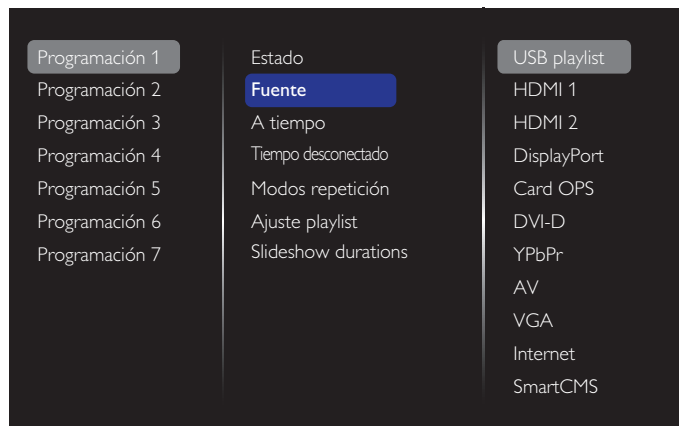 Programación 1
Programación 2
Programación 3
Programación 4
Programación 5
Programación 6
Programación 7
Estado
Fuente
A tiempo
Tiempo desconectado
Modos repetición
Ajuste playlist
Slideshow durations
USB playlist
HDMI 1
HDMI 2
DisplayPort
Card OPS
DVI-D
YPbPr
AV
VGA
Internet
SmartCMS